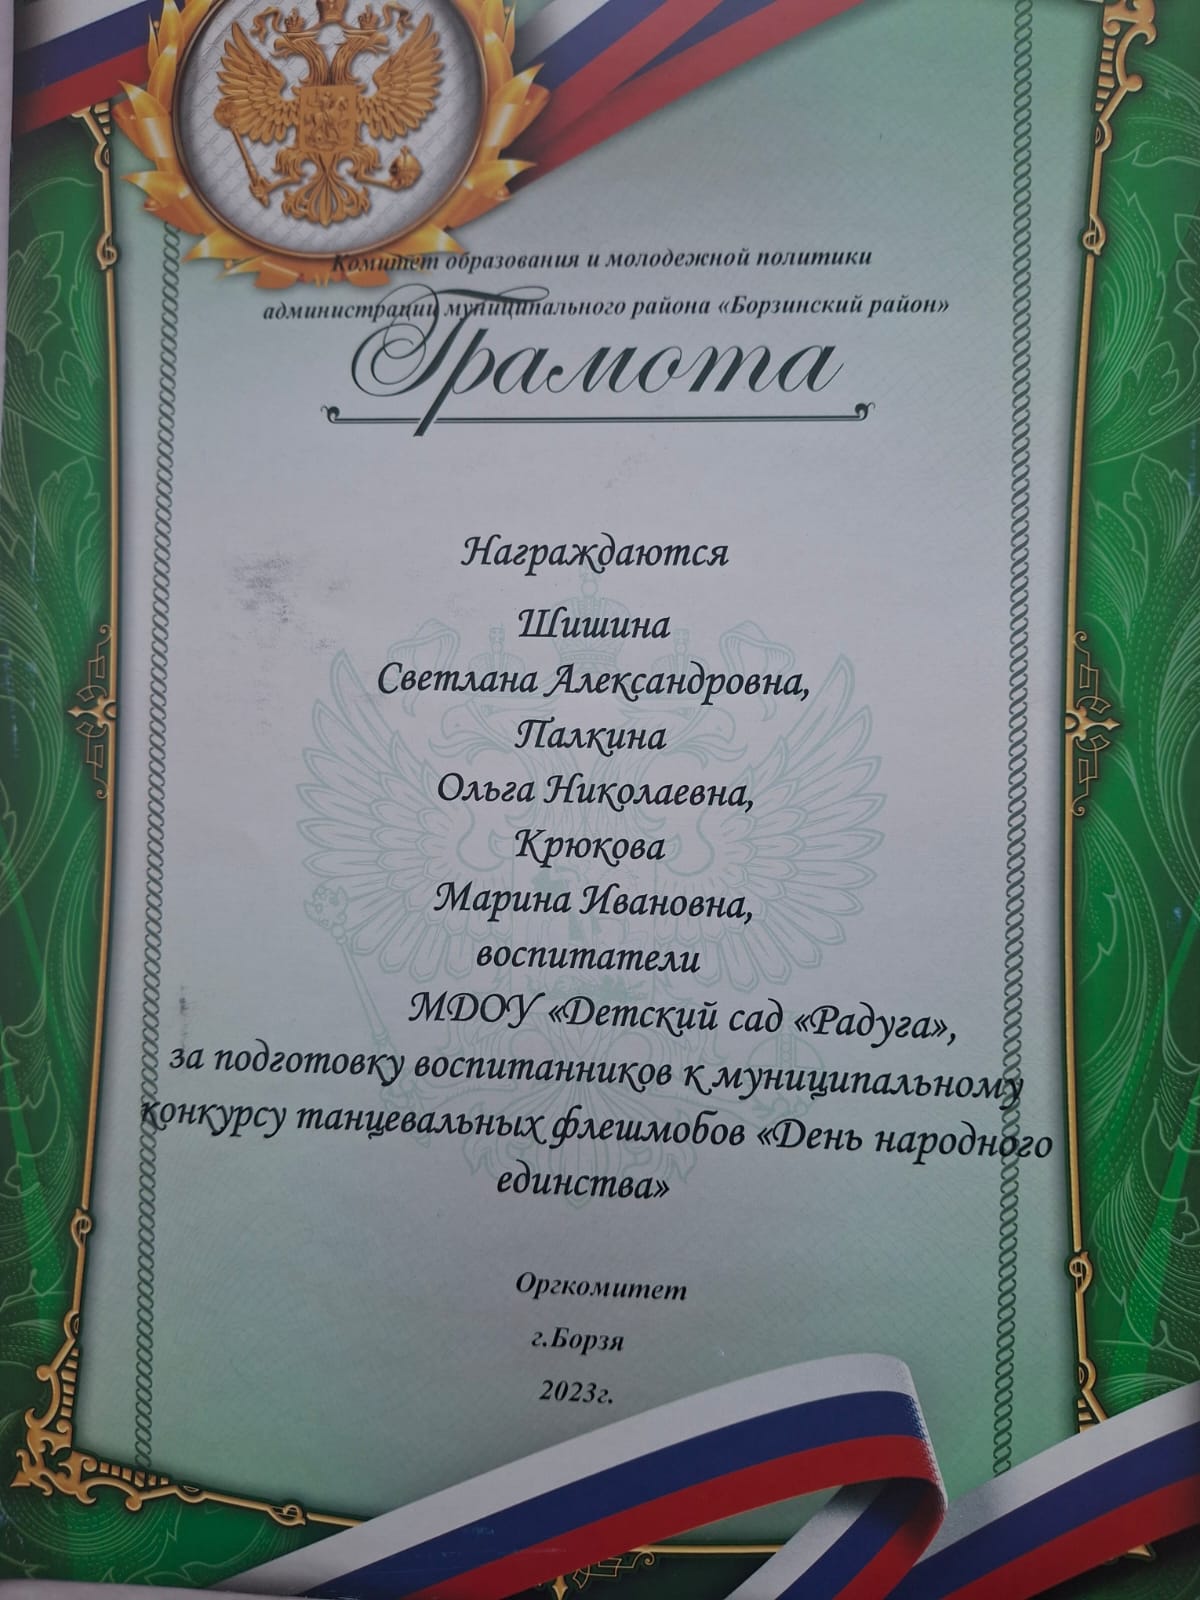 Комитет образования и молодежной политики
администрации муниципального района «Борзинский район»
Грамота
Награждаются
Шишина
Светлана Александровна,
Палкина
Ольга Николаевна,
Крюкова
Марина Ивановна,
воспитатели
МДОУ «Детский сад «Радуга»,
за подготовку воспитанников к муниципальному
конкурсу танцевальных флешмобов «День народного
единства»
Оргкомитет
г.Борзя
2023г.